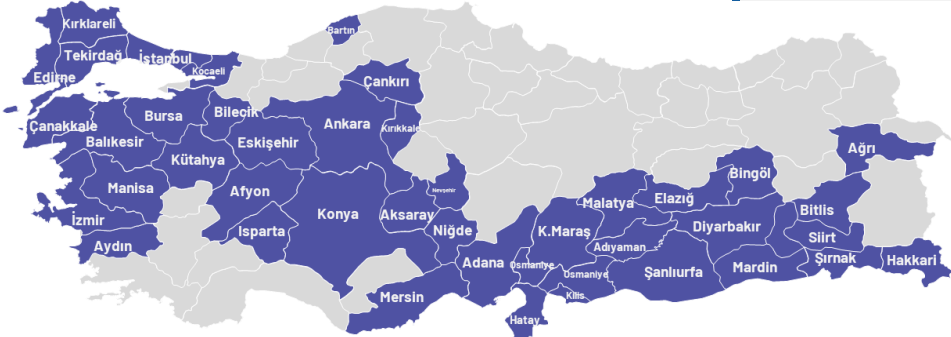 Kırklareli
Bartın
Tekirdağ
İstanbul
Kocaeli
Edirne
Çankırı
Çanakkale
Bursa
Bilecik
Ankara
Kırıkkale
Balıkesir
Eskişehir
Ağrı
Kütahya
Bingöl
Manisa
Afyon
Nevşehir
Elazığ
Malatya
Konya
Aksaray
Bitlis
İzmir
Isparta
Niğde
K.Maraş
Diyarbakır
Siirt
Aydın
Adıyaman
Adana
Osmaniye
Şırnak
Hakkari
Osmaniye
Şanlıurfa
Mardin
Mersin
Kilis
Hatay